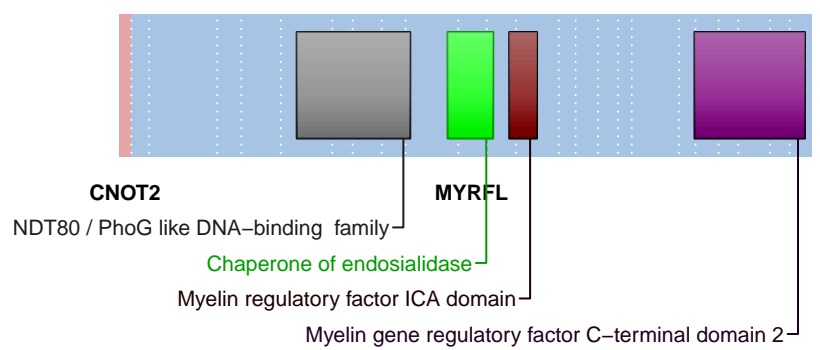 CNOT2 MYRFL
NDT80 / PhoG like DNA−binding  family
Chaperone of endosialidase
Myelin regulatory factor ICA domain
Myelin gene regulatory factor C−terminal domain 2